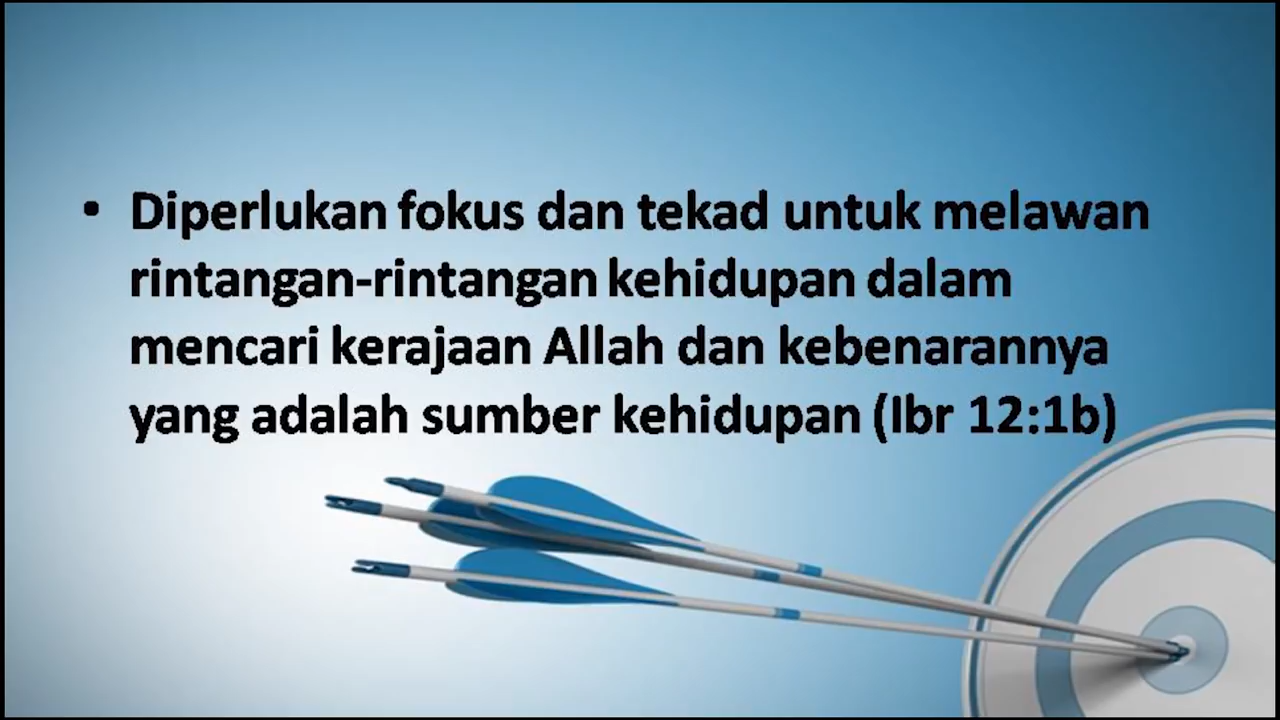 • Diperlukan fokus dan tekad untuk melawan
rintangan-rintangan kehidupan dalam
mencari kerajaan Allah dan kebenarannya
yang adalah sumber kehidupan (Ibr 12:1b)